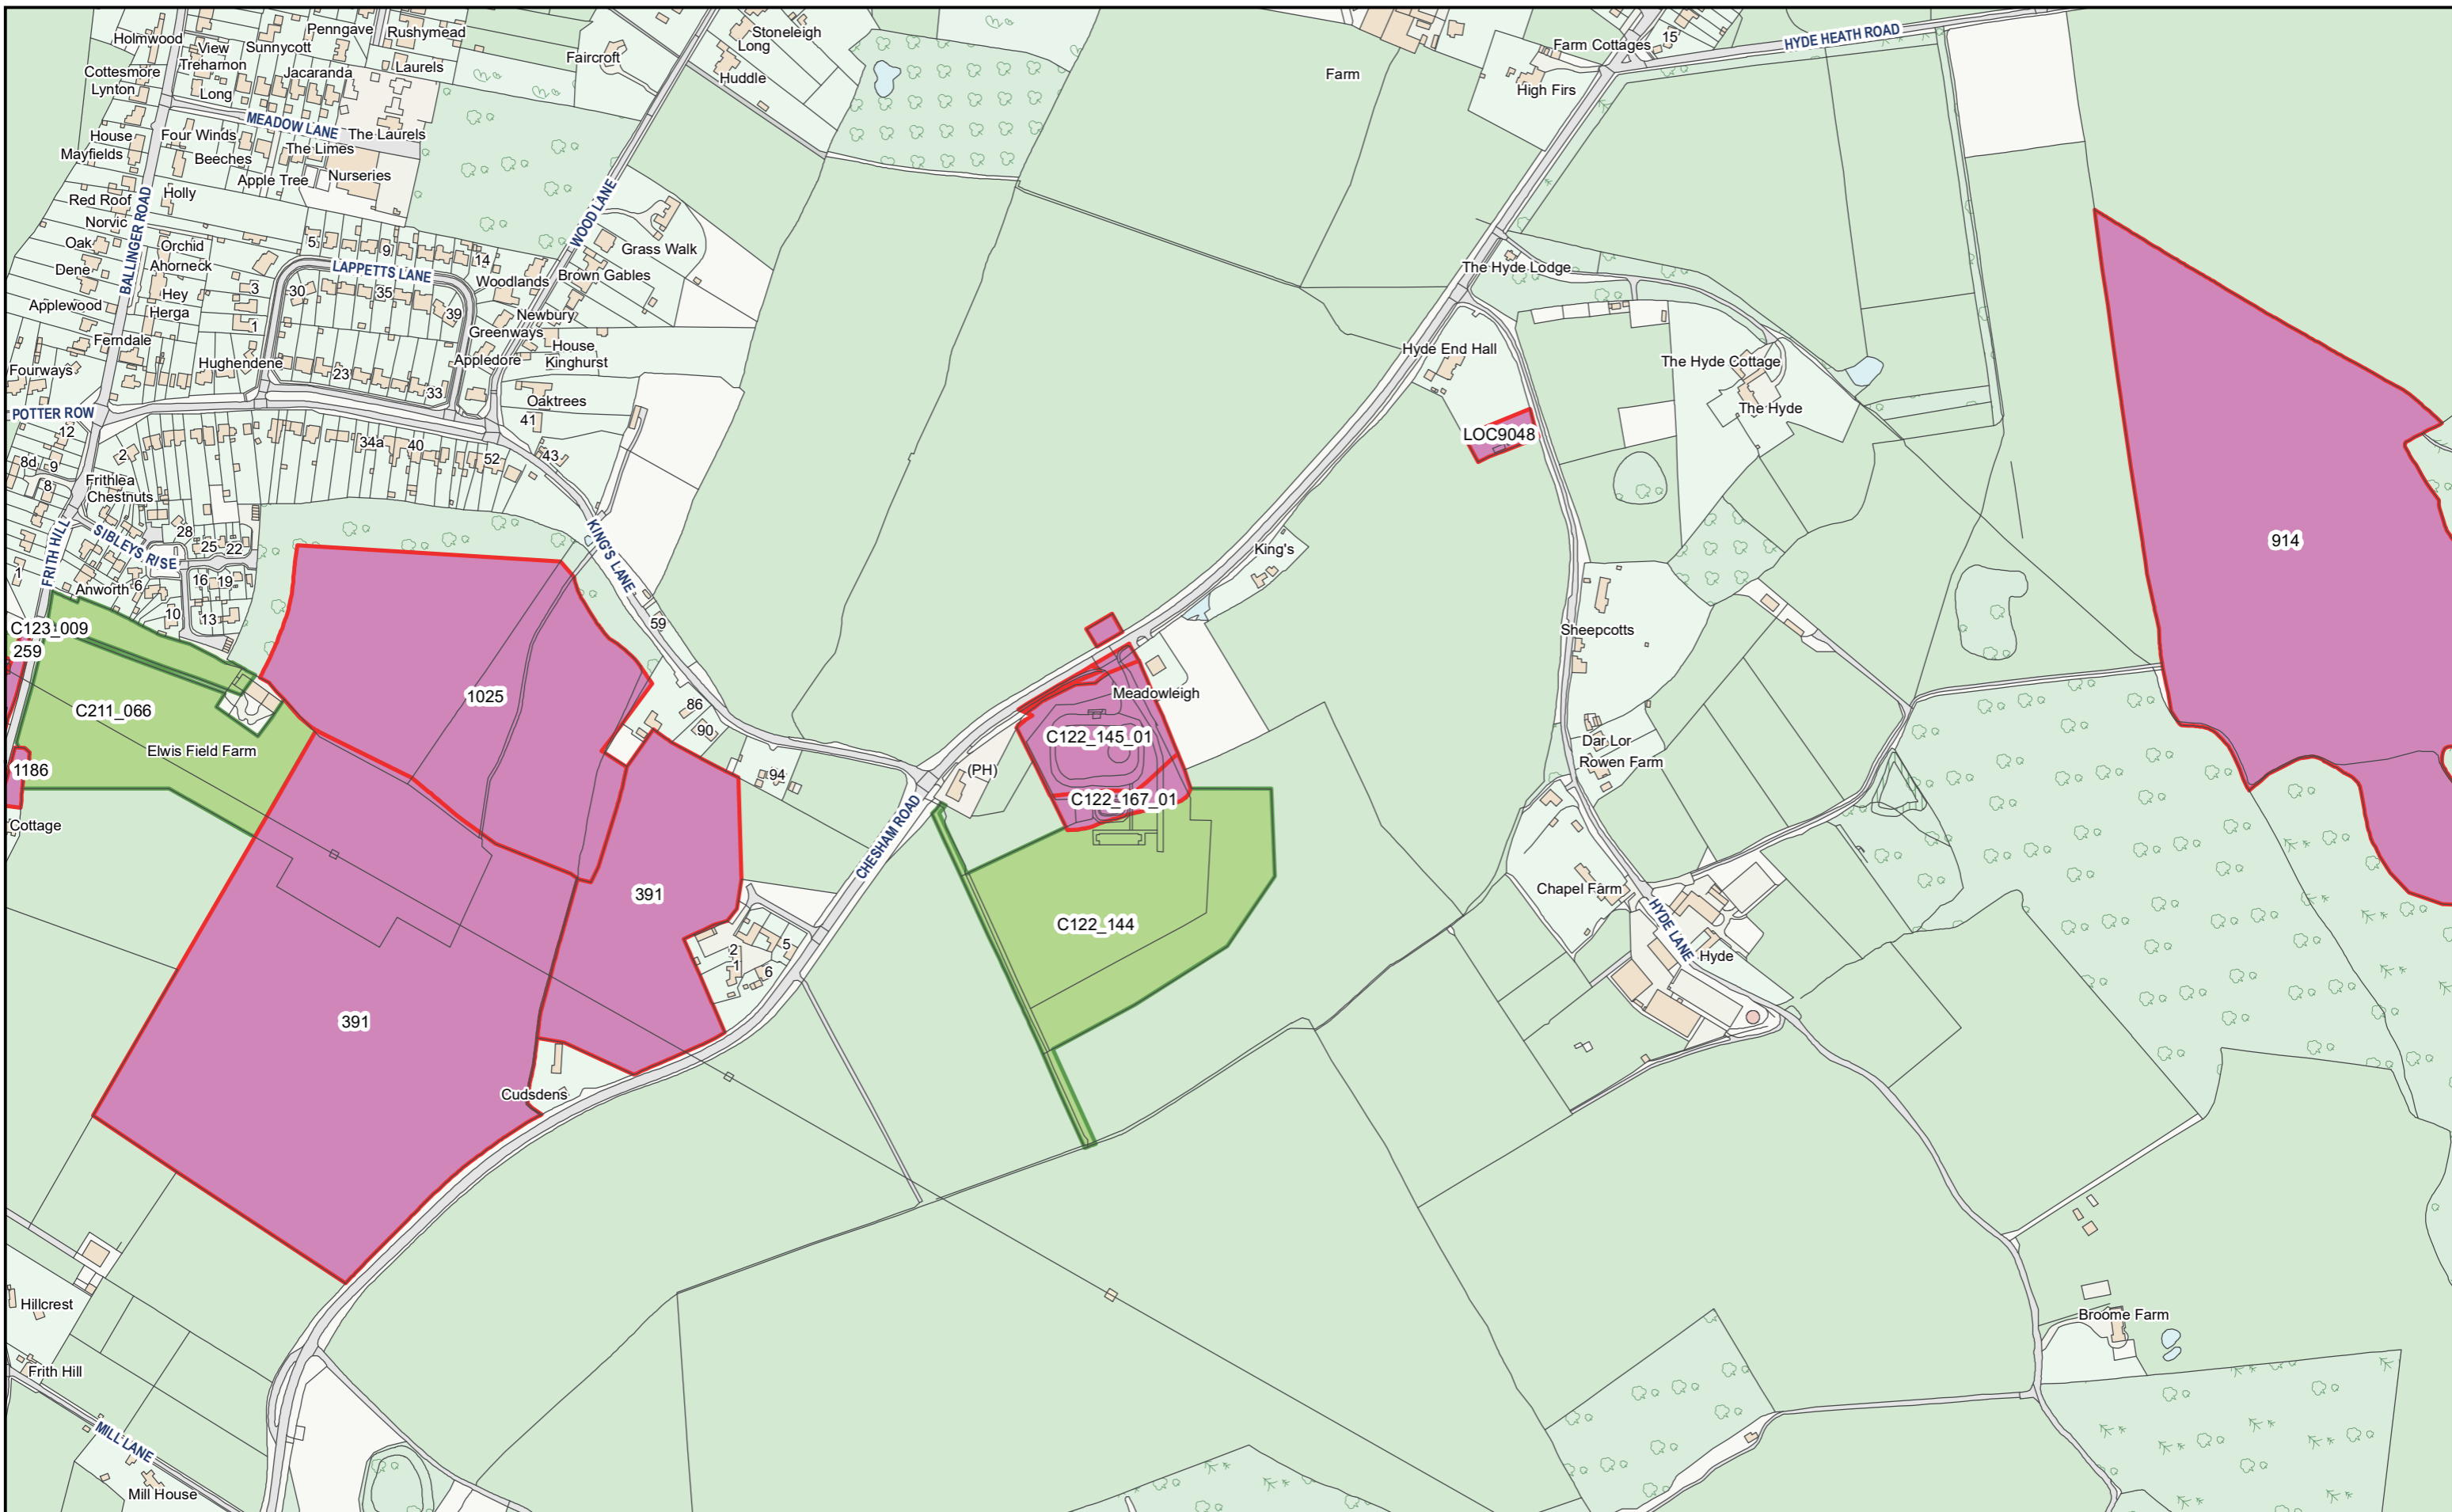 Holmwood
View
Trehamon
Sunnycott
Penngave
Rushymead
Laurels
Jacaranda
Cottesmore
Lynton
Long
MEADOW LANE
The Laurels
House
Mayfields
Four Winds
The Limes
Beeches
Apple Tree
Nurseries
Red Roof
Holly
Norvic
BALLINGER ROAD
Oak
Orchid
Dene
Ahorneck
Hey
Applewood
Herga
Ferndale
Fourways
Hughendene
5
9
14
LAPPETTS LANE
3
30
35
39
1
23
33
Woodlands
Brown Gables
Grass Walk
WOOD LANE
Newbury
Greenways
House
Appledore
Kinghurst
Oaktrees
41
43
Faircroft
Stoneleigh
Long
Huddle
POTTER ROW
12
2
34a
40
52
8d
9
8
Frithlea
Chestnuts
FRITH HILL
SIBLEYS RISE
28
25
22
1
Anworth
6
16
19
10
13
KING'S LANE
59
86
90
94
C123_009
259
C211_066
Elwis Field Farm
1186
Cottage
1025
391
391
2
1
5
6
Cudsdens
CHESHAM ROAD
(PH)
Meadowleigh
C122_145_01
C122_167_01
C122_144
King's
Farm
Farm Cottages
15
High Firs
HYDE HEATH ROAD
The Hyde Lodge
Hyde End Hall
The Hyde Cottage
The Hyde
LOC9048
914
Sheepcotts
Dar Lor
Rowen Farm
Chapel Farm
HYDE LANE
Hyde
Broome Farm
Hillcrest
Frith Hill
MILL LANE
Mill House